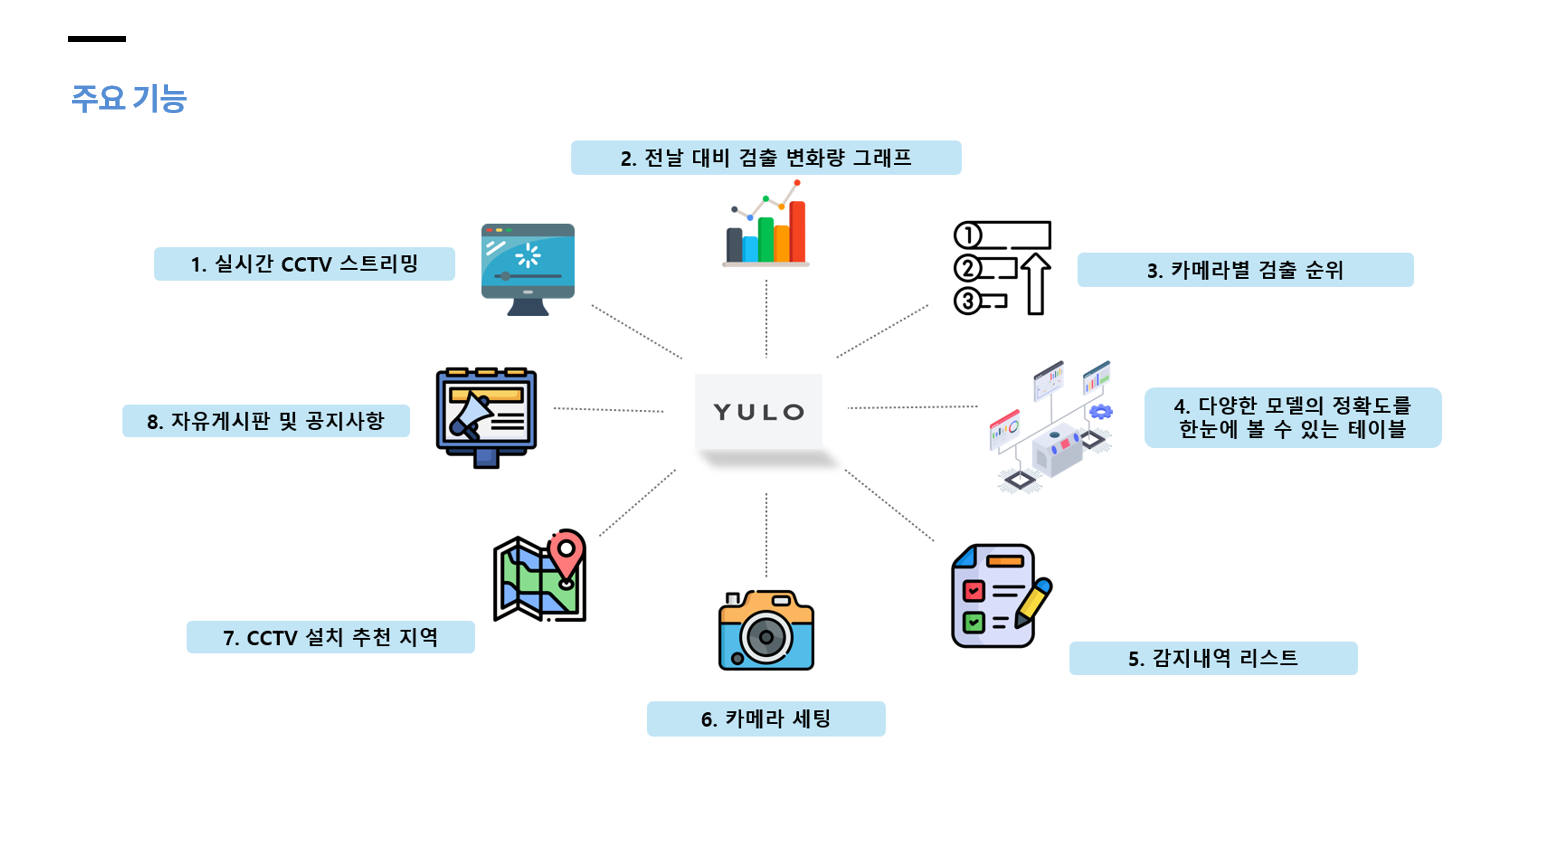 주요 기능
2. 전날 대비 검출 변화량 그래프
1. 실시간 CCTV 스트리밍
3. 카메라별 검출 순위
1
2
3
YULO
4. 다양한 모델의 정확도를
한눈에 볼 수 있는 테이블
8. 자유게시판 및 공지사항
7. CCTV 설치 추천 지역
5. 감지내역 리스트
6. 카메라 세팅